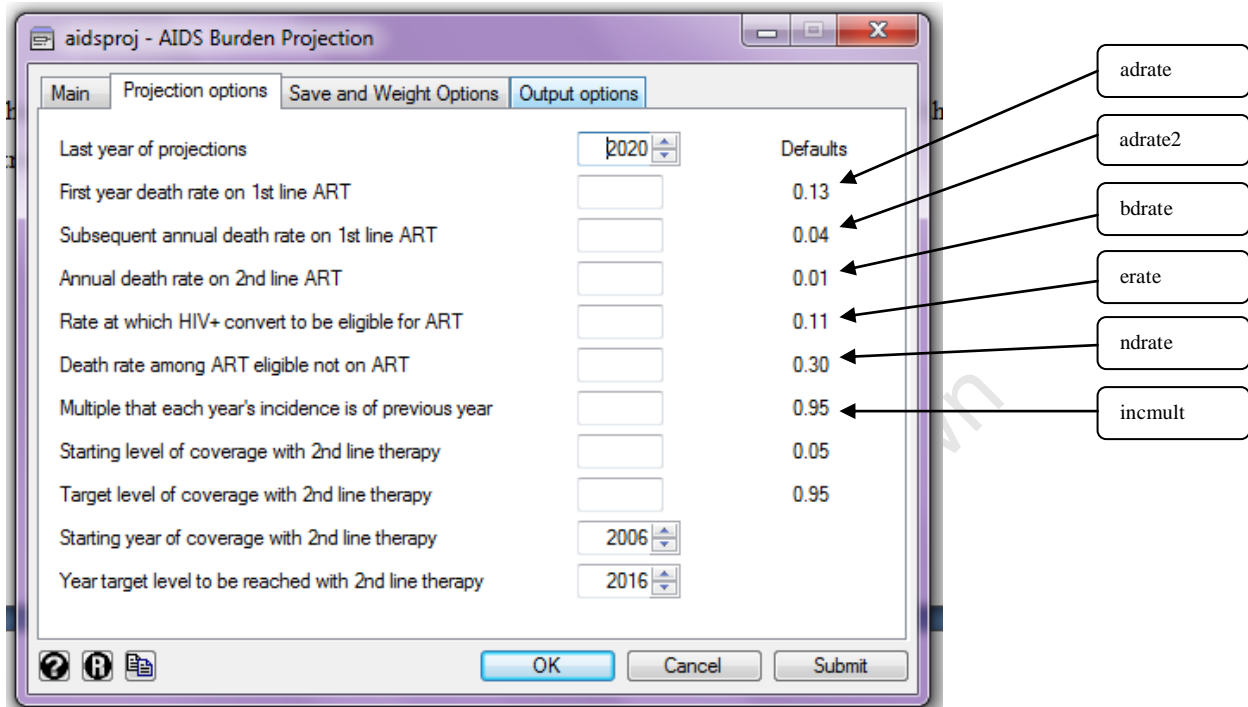 aidsproj - AIDS Burden Projection
Main Projection options Save and Weight Options Output options
Last year of projections 2020 Defaults
First year death rate on 1st line ART 0.13
Subsequent annual death rate on 1st line ART 0.04
Annual death rate on 2nd line ART 0.01
Rate at which HIV+ convert to be eligible for ART 0.11
Death rate among ART eligible not on ART 0.30
Multiple that each year's incidence is of previous year 0.95
Starting level of coverage with 2nd line therapy 0.05
Target level of coverage with 2nd line therapy 0.95
Starting year of coverage with 2nd line therapy 2006
Year target level to be reached with 2nd line therapy 2016
OK Cancel Submit
adrate
adrate2
bdrate
erate
ndrate
incmult